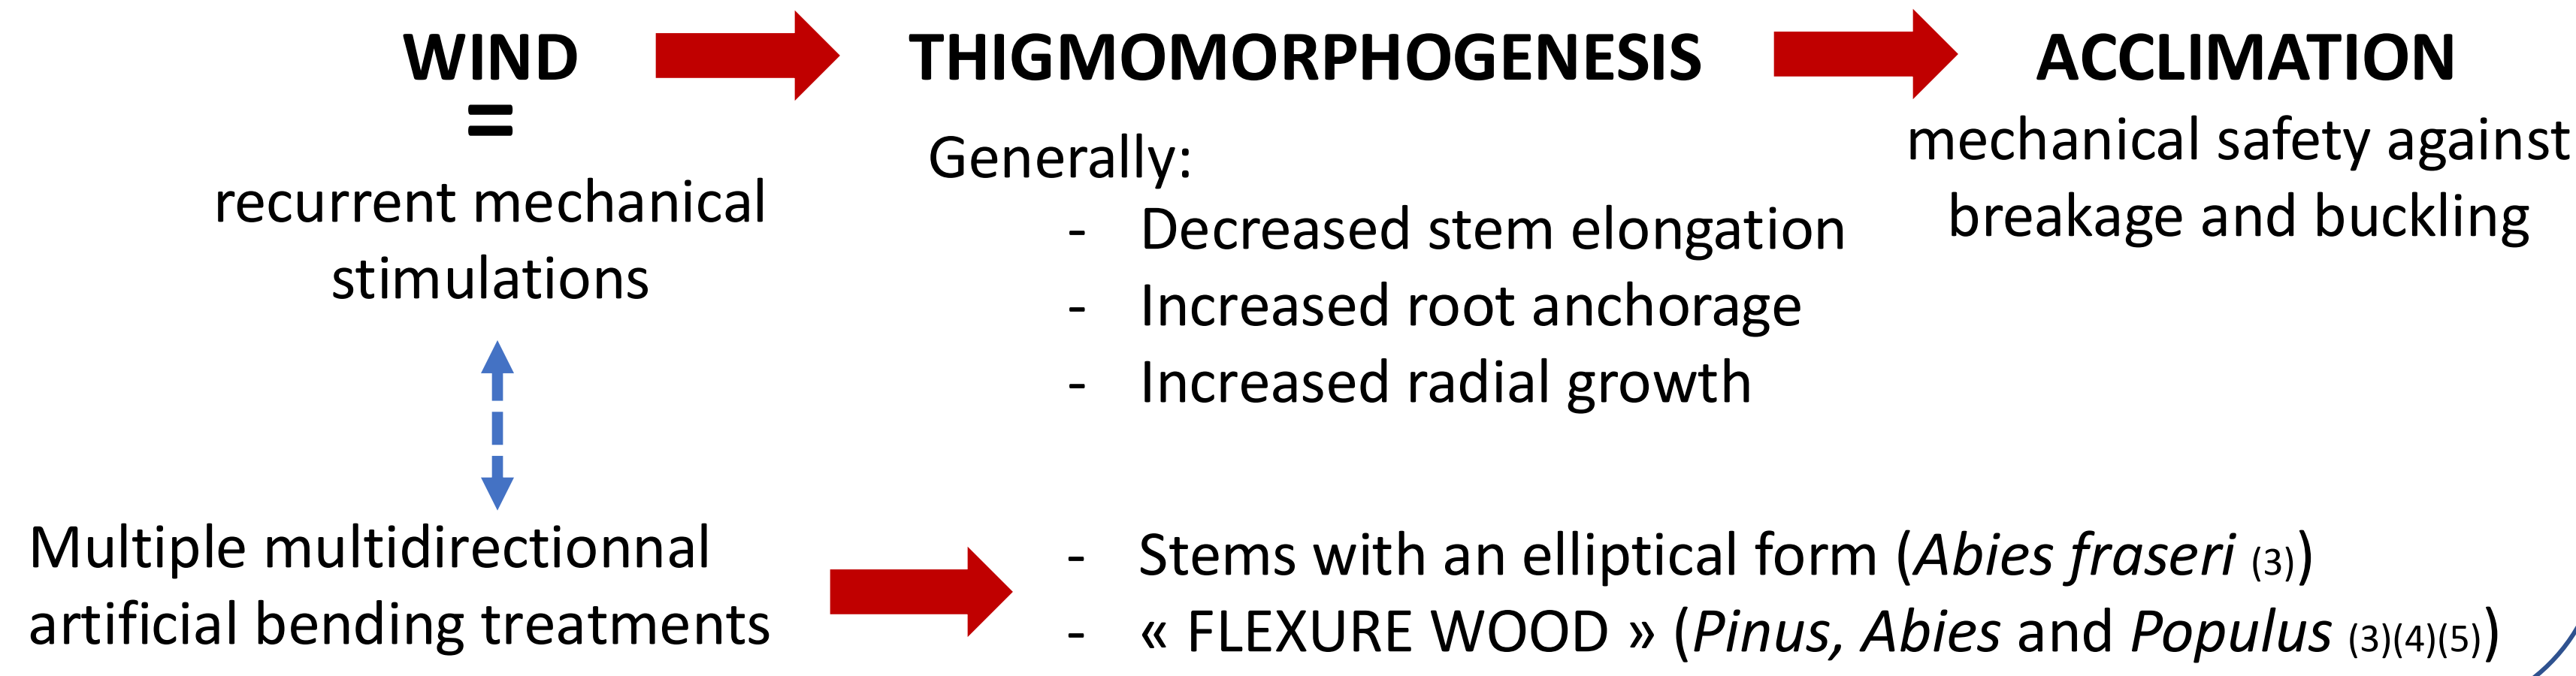 WIND
=
recurrent mechanical
stimulations
THIGMOMORPHOGENESIS
Generally:
- Decreased stem elongation
- Increased root anchorage
- Increased radial growth
ACCLIMATION
mechanical safety against
breakage and buckling
Multiple multidirectionnal
artificial bending treatments
- Stems with an elliptical form (Abies fraseri (3))
- « FLEXURE WOOD » (Pinus, Abies and Populus (3)(4)(5))